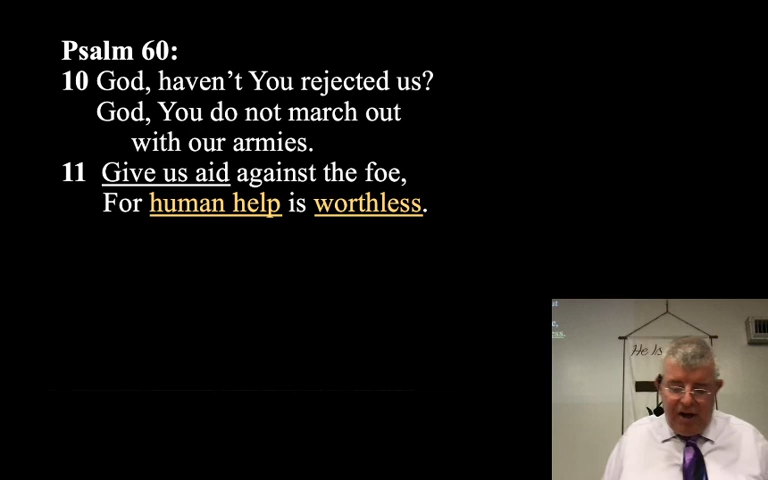 Psalm 60:
10 God, haven’t You rejected us?
God, You do not march out
with our armies.
11 Give us aid against the foe,
For human help is worthless.
He Is